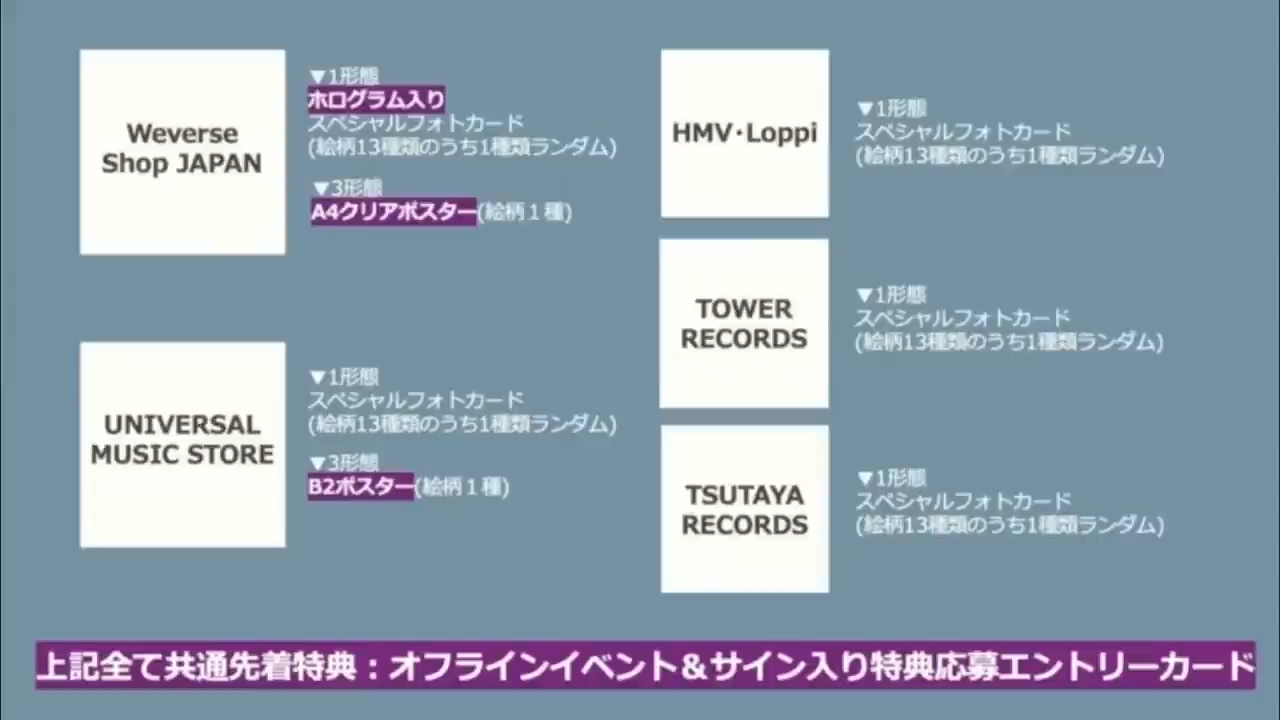 Weverse
Shop JAPAN
▼1形態
ホログラム入り
スペシャルフォトカード
(絵柄13種類のうち1種類ランダム)
▼3形態
A4クリアポスター(絵柄１種)
UNIVERSAL
MUSIC STORE
▼1形態
スペシャルフォトカード
(絵柄13種類のうち1種類ランダム)
▼3形態
B2ポスター(絵柄１種)
HMV･Loppi
▼1形態
スペシャルフォトカード
(絵柄13種類のうち1種類ランダム)
TOWER
RECORDS
▼1形態
スペシャルフォトカード
(絵柄13種類のうち1種類ランダム)
TSUTAYA
RECORDS
▼1形態
スペシャルフォトカード
(絵柄13種類のうち1種類ランダム)
上記全て共通先着特典：オフラインイベント＆サイン入り特典応募エントリーカード